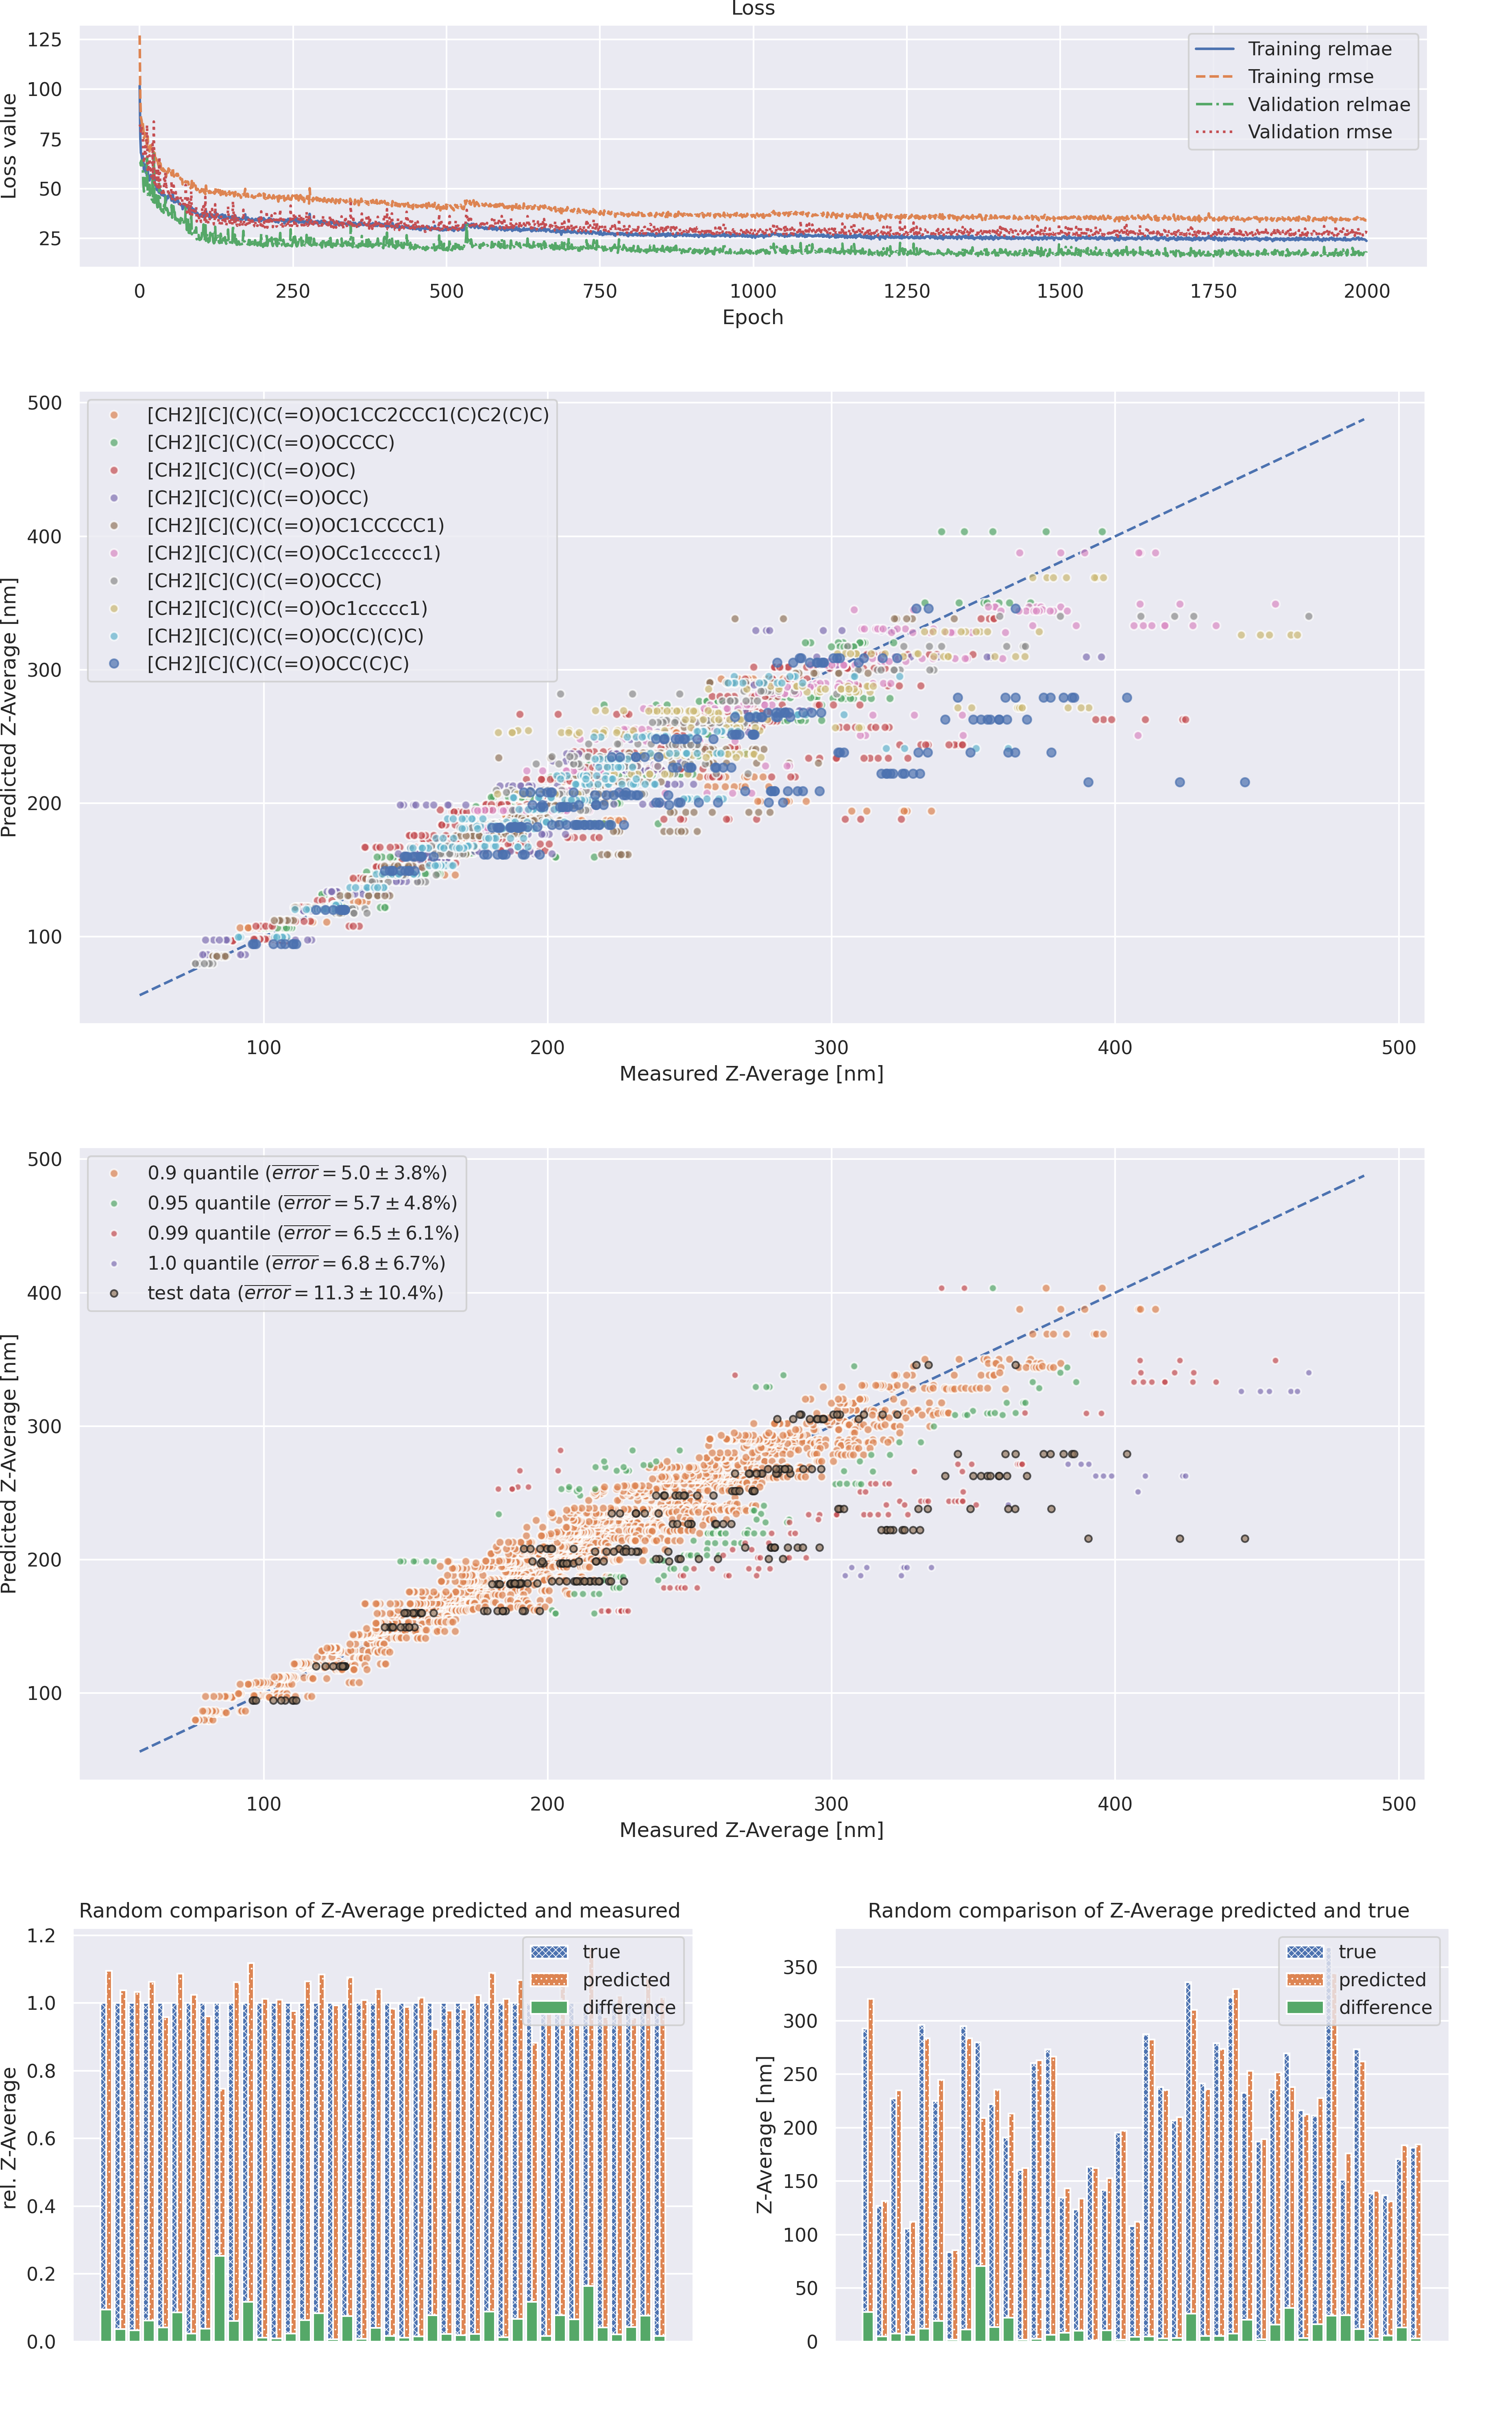 Loss
125
100
75
50
25
Loss value
0 250 500 750 1000 1250 1500 1750 2000
Epoch
Training relmae
Training rmse
Validation relmae
Validation rmse
500
400
300
200
100
Predicted Z-Average [nm]
[CH2][C](C)(C(=O)OC1CC2CCC1(C)C2(C)C)
[CH2][C](C)(C(=O)OCCCC)
[CH2][C](C)(C(=O)OC)
[CH2][C](C)(C(=O)OCC)
[CH2][C](C)(C(=O)OC1CCCCC1)
[CH2][C](C)(C(=O)OCc1ccccc1)
[CH2][C](C)(C(=O)OCCC)
[CH2][C](C)(C(=O)Oc1ccccc1)
[CH2][C](C)(C(=O)OC(C)(C)C)
[CH2][C](C)(C(=O)OCC(C)C)
100 200 300 400 500
Measured Z-Average [nm]
500
400
300
200
100
Predicted Z-Average [nm]
0.9 quantile (error = 5.0 ± 3.8%)
0.95 quantile (error = 5.7 ± 4.8%)
0.99 quantile (error = 6.5 ± 6.1%)
1.0 quantile (error = 6.8 ± 6.7%)
test data (error = 11.3 ± 10.4%)
100 200 300 400 500
Measured Z-Average [nm]
Random comparison of Z-Average predicted and measured
1.2
1.0
0.8
0.6
0.4
0.2
0.0
rel. Z-Average
true
predicted
difference
Random comparison of Z-Average predicted and true
350
300
250
200
150
100
50
0
Z-Average [nm]
true
predicted
difference